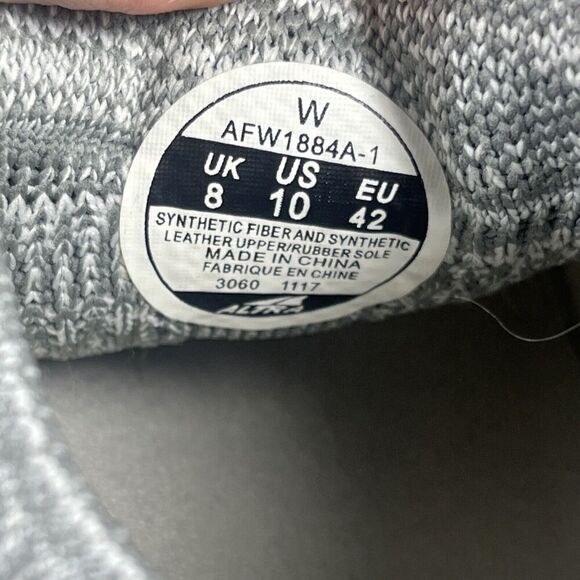 W
AFW1884A-1
UK US EU
8 10 42
SYNTHETIC FIBER AND SYNTHETIC
LEATHER UPPER/RUBBER SOLE
MADE IN CHINA
FABRIQUE EN CHINE
3060 1117
ALTRA